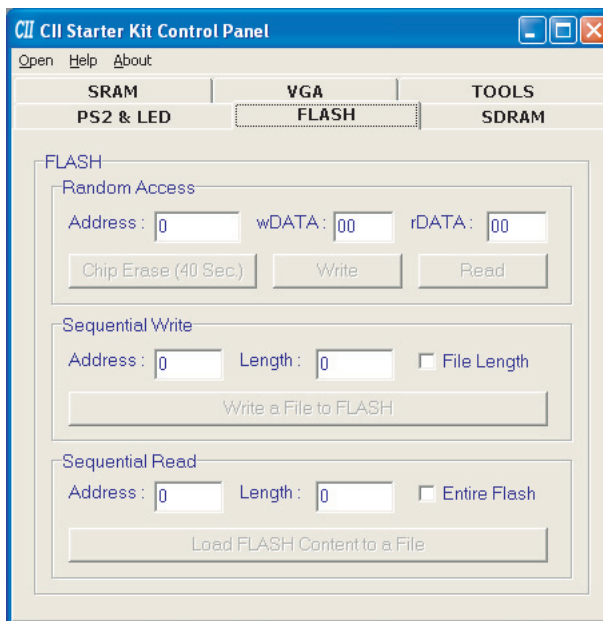 CII CII Starter Kit Control Panel
Open Help About
SRAM VGA TOOLS
PS2 & LED FLASH SDRAM
FLASH
Random Access
Address : 0 wDATA : 00 rDATA : 00
Chip Erase (40 Sec.) Write Read
Sequential Write
Address : 0 Length : 0 File Length
Write a File to FLASH
Sequential Read
Address : 0 Length : 0 Entire Flash
Load FLASH Content to a File